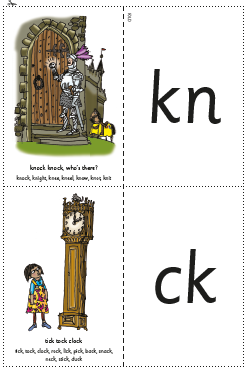 kn
knock knock, who's there?
knock, knight, knee, kneel, know, knot, knit
ck
tick tock clock
tick, tock, clock, rock, lick, pick, back, snack,
neck, stick, duck